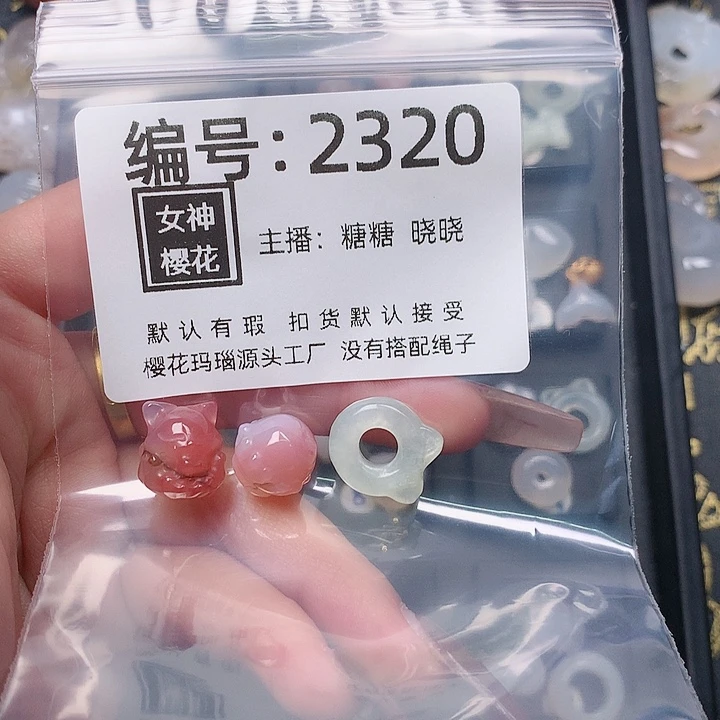 编号：2320
女神
樱花
主播：糖糖 晓晓
默认有瑕 扣货默认接受
樱花玛瑙源头工厂 没有搭配绳子